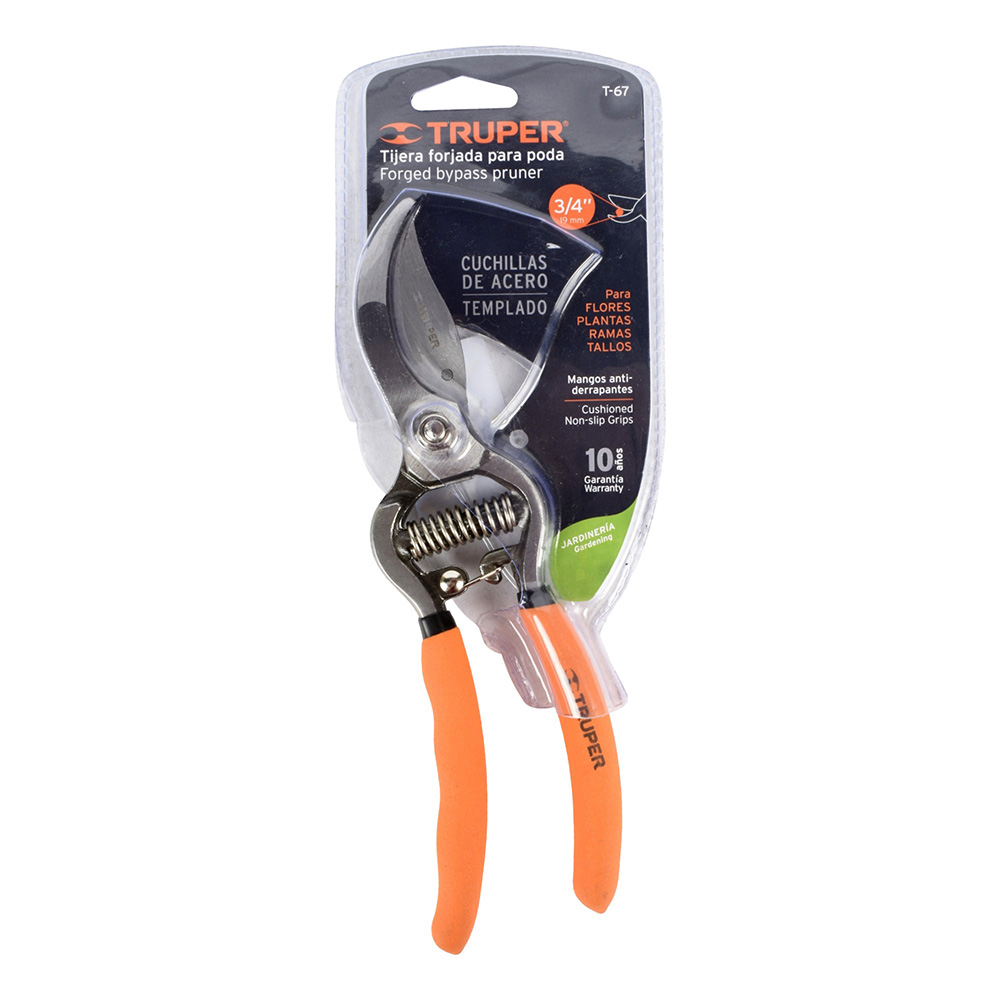 T-67
TRUPER®
Tijera forjada para poda
Forged bypass pruner
3/4"
19 mm
CUCHILLAS
DE ACERO
TEMPLADO
Para
FLORES
PLANTAS
RAMAS
TALLOS
TRUPER
Mangos anti-
derrapantes
Cushioned
Non-slip Grips
10 años
Garantía
Warranty
JARDINERÍA
Gardening
TRUPER